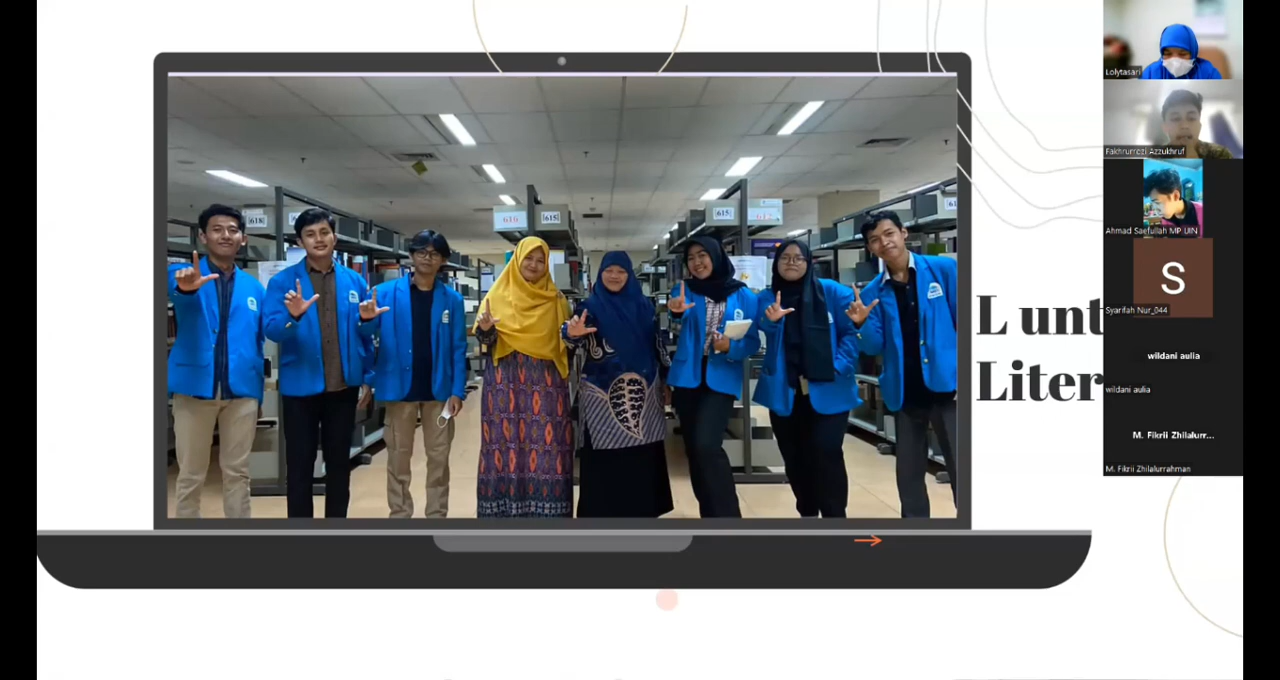 [618]
616
[615]
[615]
L unt
Liter
Lolytasari
Fakhrurrozi Azzukhruf
Ahmad Saefullah MP UIN
S
Syarifah Nur_044
wildani aulia
wildani aulia
M. Fikrii Zhilalurr...
M. Fikrii Zhilalurrahman